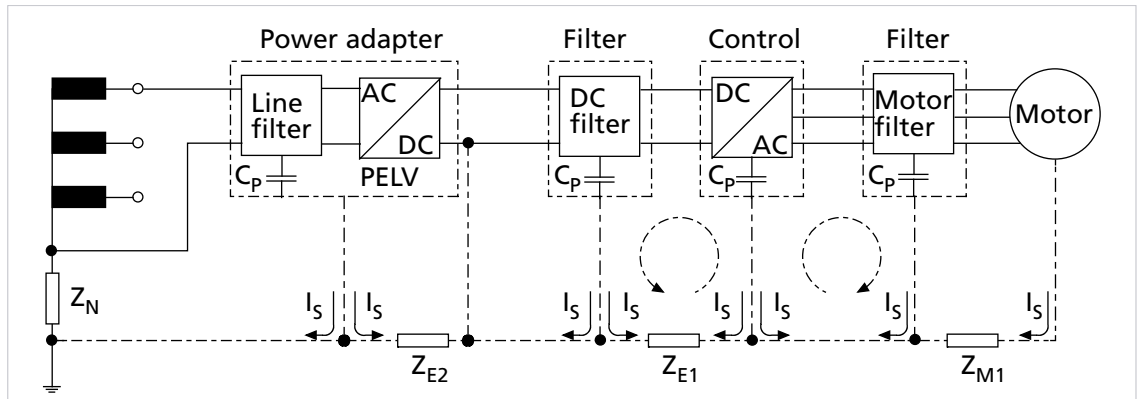 Power adapter
Filter
Control
Filter
Line
filter
AC
DC
DC
filter
DC
AC
Motor
filter
Motor
C_P
PELV
C_P
C_P
C_P
Z_N
I_S
I_S
I_S
I_S
I_S
I_S
I_S
I_S
Z_E2
Z_E1
Z_M1